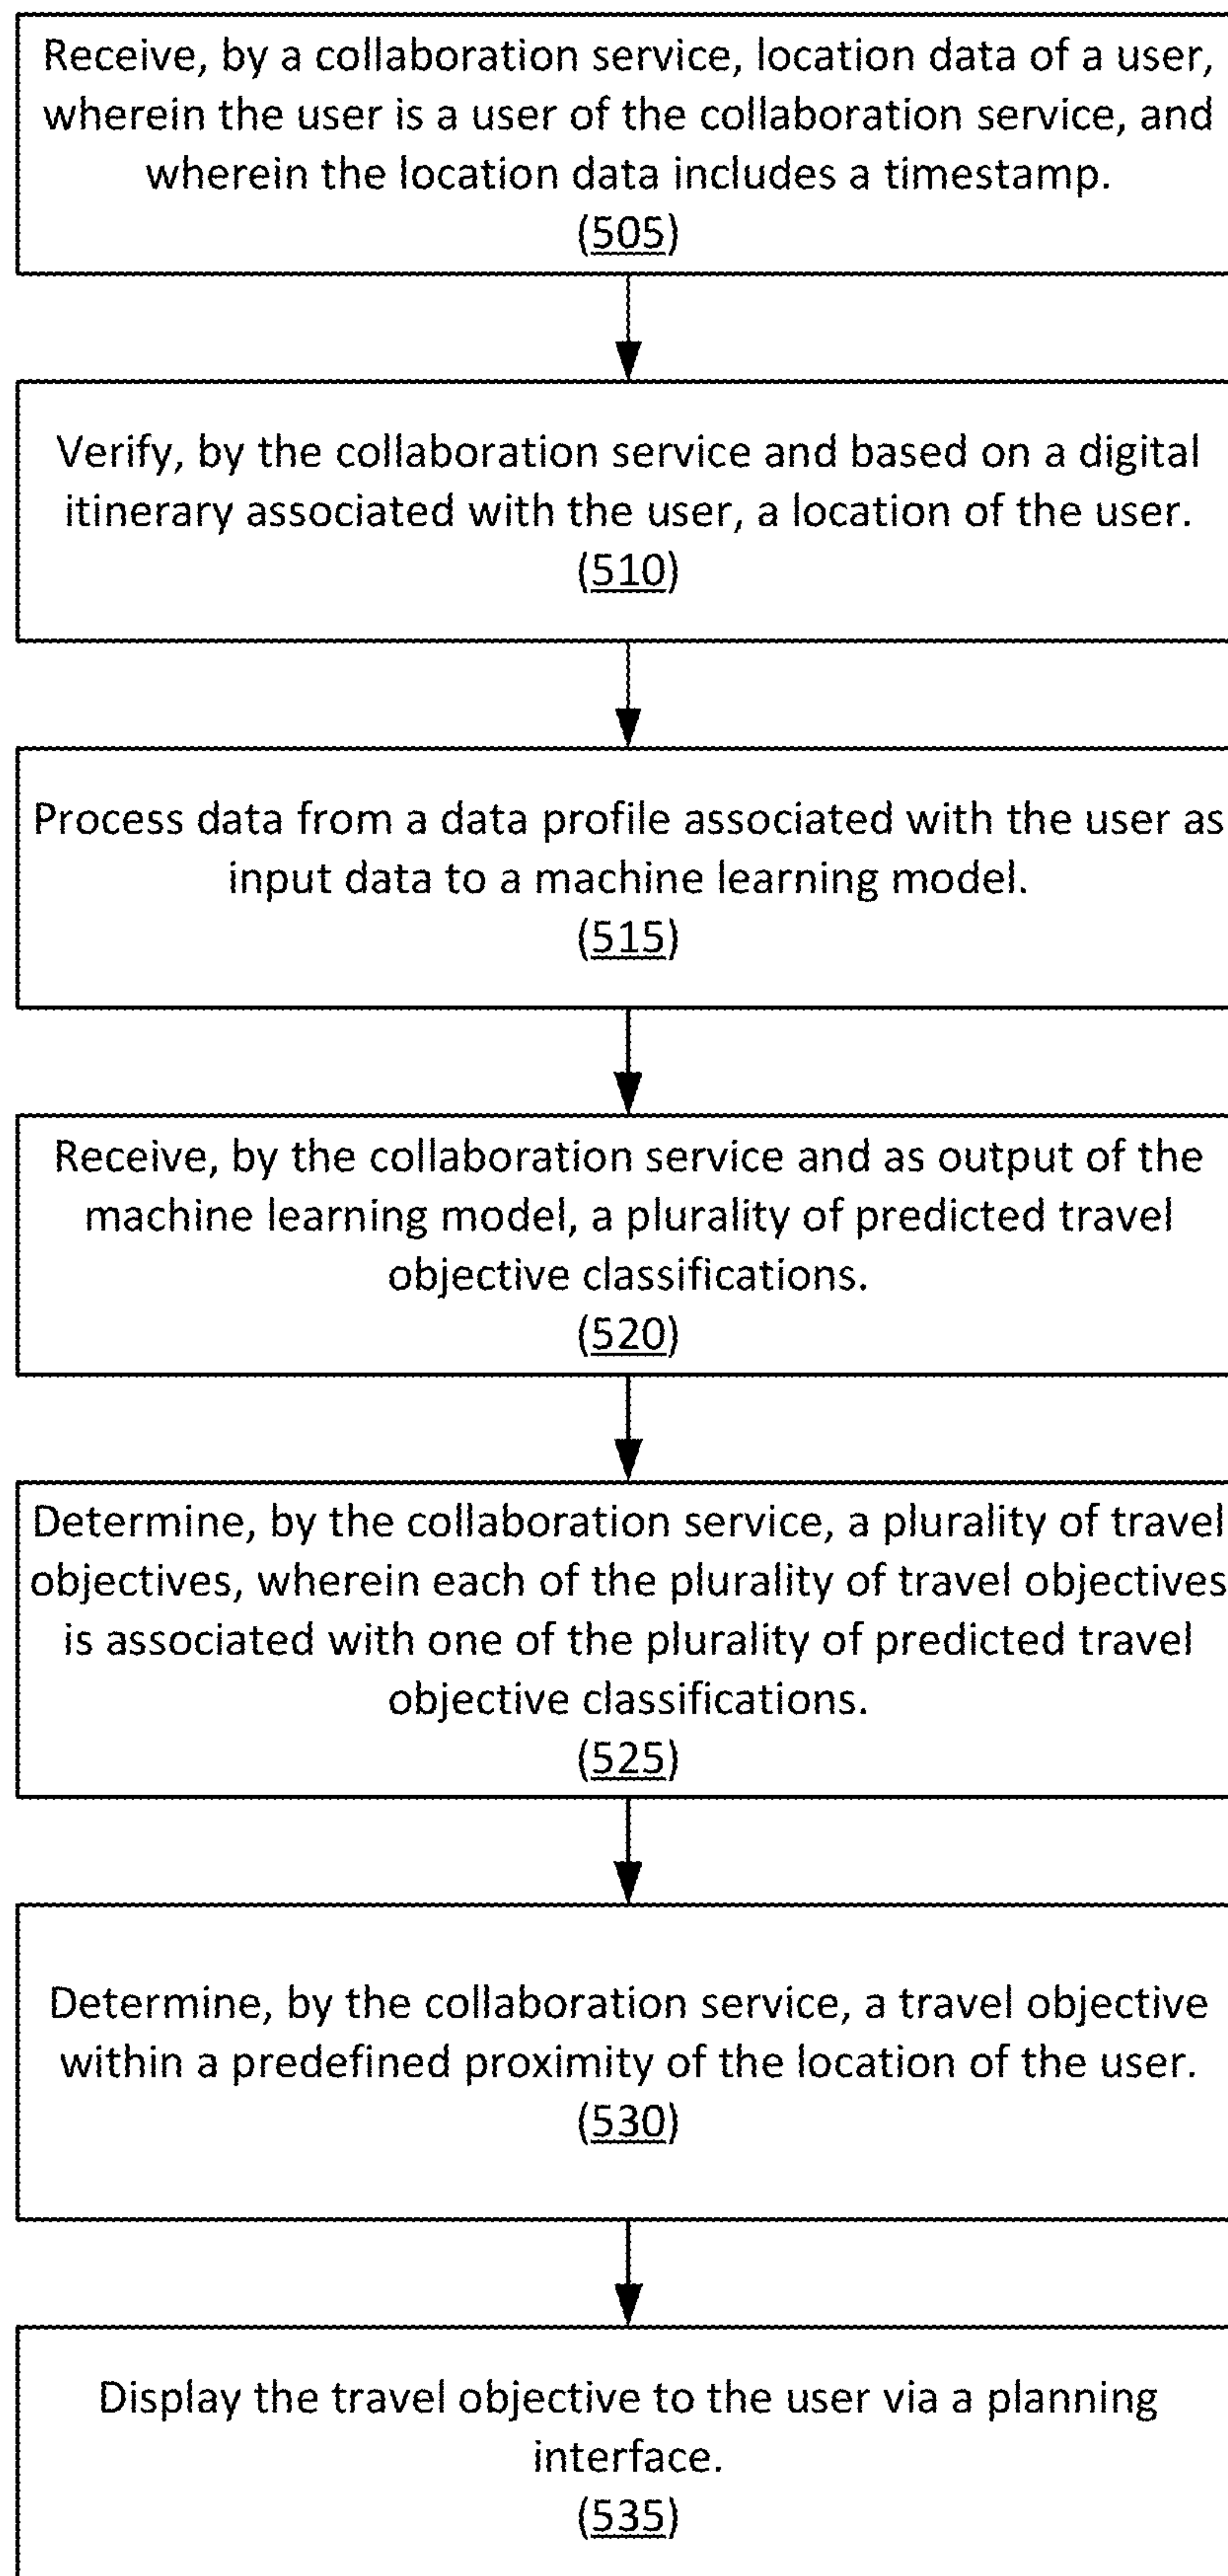 Receive, by a collaboration service, location data of a user,
wherein the user is a user of the collaboration service, and
wherein the location data includes a timestamp.
(505)
Verify, by the collaboration service and based on a digital
itinerary associated with the user, a location of the user.
(510)
Process data from a data profile associated with the user as
input data to a machine learning model.
(515)
Receive, by the collaboration service and as output of the
machine learning model, a plurality of predicted travel
objective classifications.
(520)
Determine, by the collaboration service, a plurality of travel
objectives, wherein each of the plurality of travel objectives
is associated with one of the plurality of predicted travel
objective classifications.
(525)
Determine, by the collaboration service, a travel objective
within a predefined proximity of the location of the user.
(530)
Display the travel objective to the user via a planning
interface.
(535)